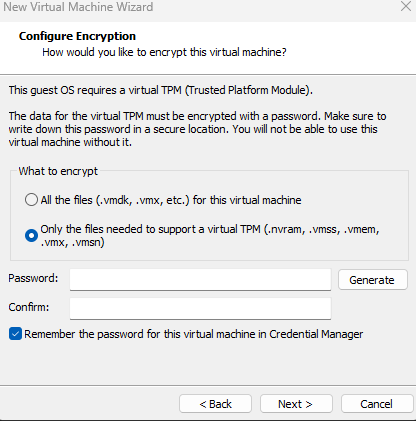 New Virtual Machine Wizard
Configure Encryption
How would you like to encrypt this virtual machine?
This guest OS requires a virtual TPM (Trusted Platform Module).
The data for the virtual TPM must be encrypted with a password. Make sure to
write down this password in a secure location. You will not be able to use this
virtual machine without it.
What to encrypt
All the files (.vmdk, .vmx, etc.) for this virtual machine
Only the files needed to support a virtual TPM (.nvram, .vmss, .vmem,
.vmx, .vmsn)
Password:
Generate
Confirm:
Remember the password for this virtual machine in Credential Manager
< Back
Next >
Cancel